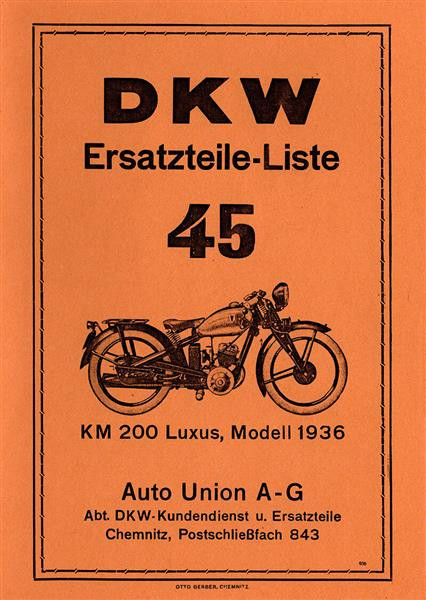 DKW
Ersatzteile-Liste
45
KM 200 Luxus, Modell 1936
Auto Union A-G
Abt. DKW-Kundendienst u. Ersatzteile
Chemnitz, Postschließfach 843
OTTO GERBER, CHEMNITZ.